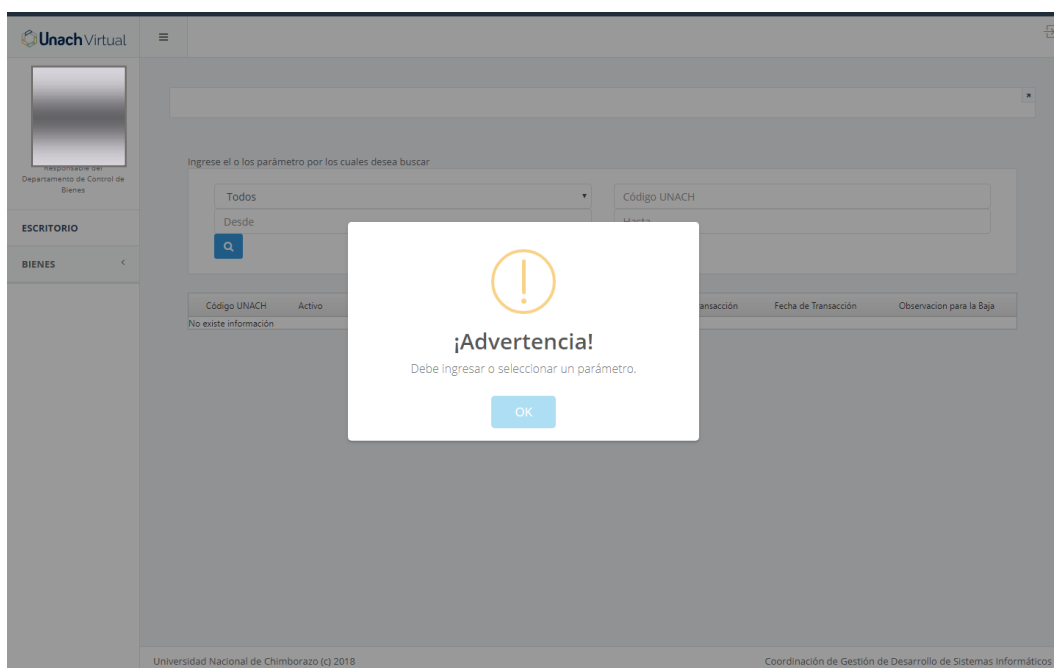 Unach Virtual
Responsable del
Departamento de Control de
Bienes
ESCRITORIO
BIENES
Ingrese el o los parámetro por los cuales desea buscar
Todos
Código UNACH
Desde
Hasta
Código UNACH Activo ansacción Fecha de Transacción Observacion para la Baja
No existe información
¡Advertencia!
Debe ingresar o seleccionar un parámetro.
OK
Universidad Nacional de Chimborazo (c) 2018
Coordinación de Gestión de Desarrollo de Sistemas Informáticos